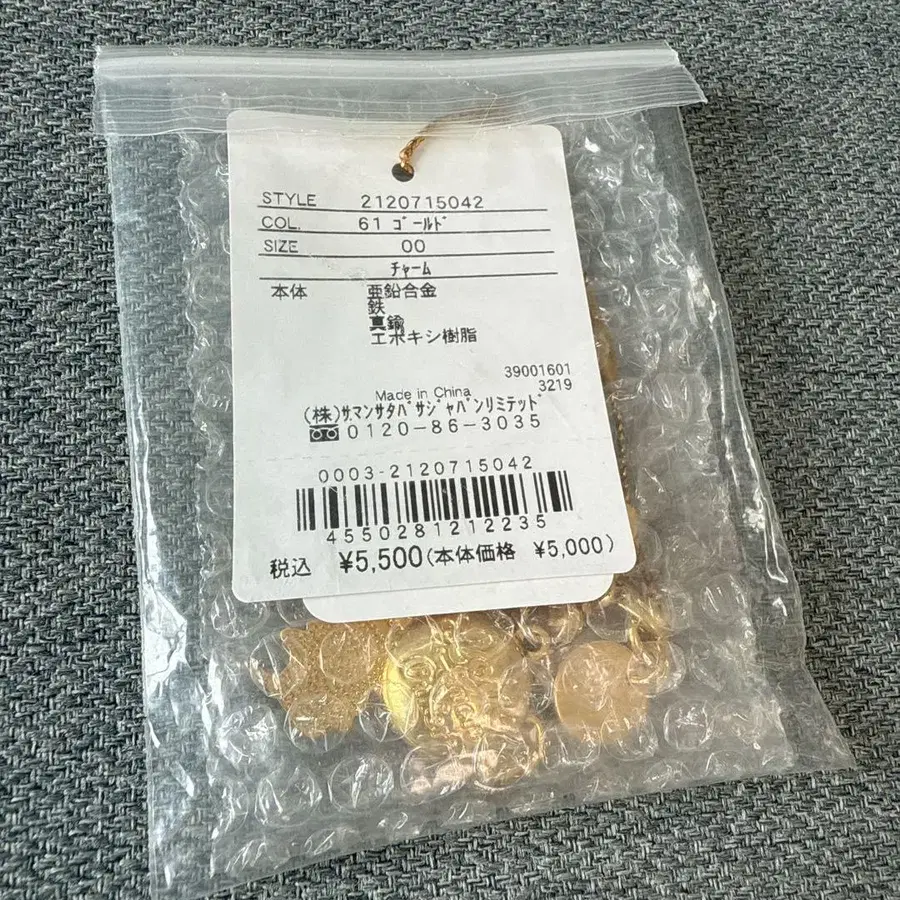 STYLE 2120715042
COL. 61 ｺﾞｰﾙﾄﾞ
SIZE 00
ﾁｬｰﾑ
本体 亜鉛合金
鉄
真鍮
エポキシ樹脂
39001601
3219
Made in China
(株)ｻﾏﾝｻﾀﾊﾞｻｼﾞｬﾊﾟﾝﾘﾐﾃｯﾄﾞ
0120-86-3035
0003-2120715042
4550281212235
税込 ¥5,500(本体価格 ¥5,000)